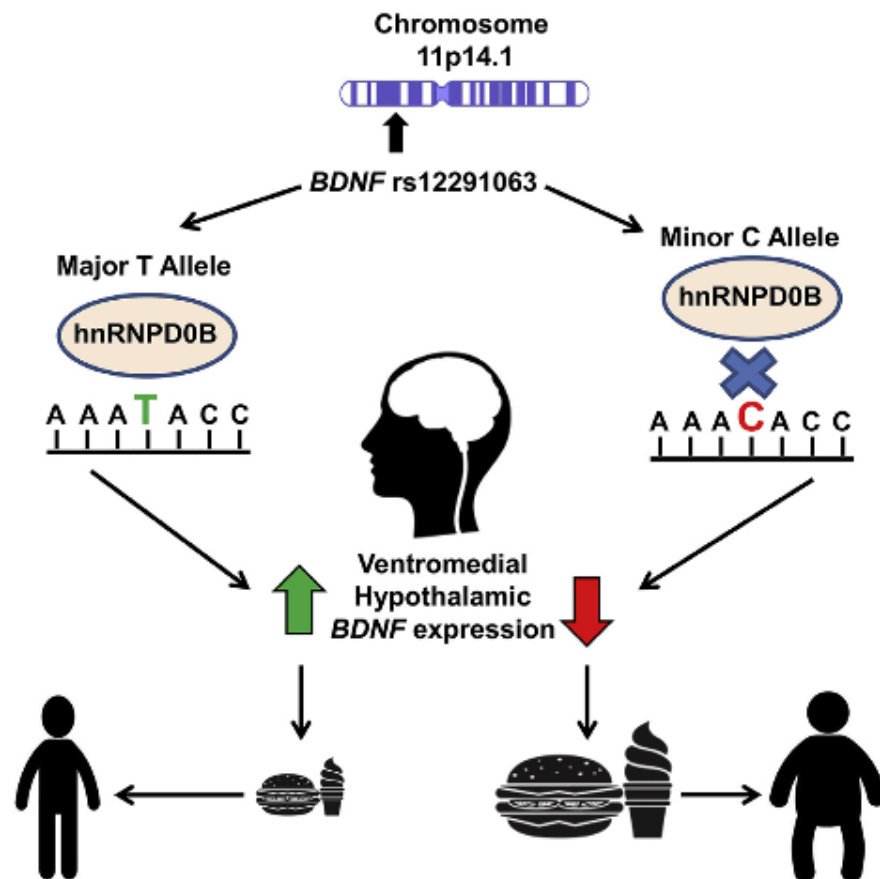 Chromosome
11p14.1
BDNF rs12291063
Major T Allele
hnRNPD0B
A A A T A C C
Minor C Allele
hnRNPD0B
A A A C A C C
Ventromedial
Hypothalamic
BDNF expression